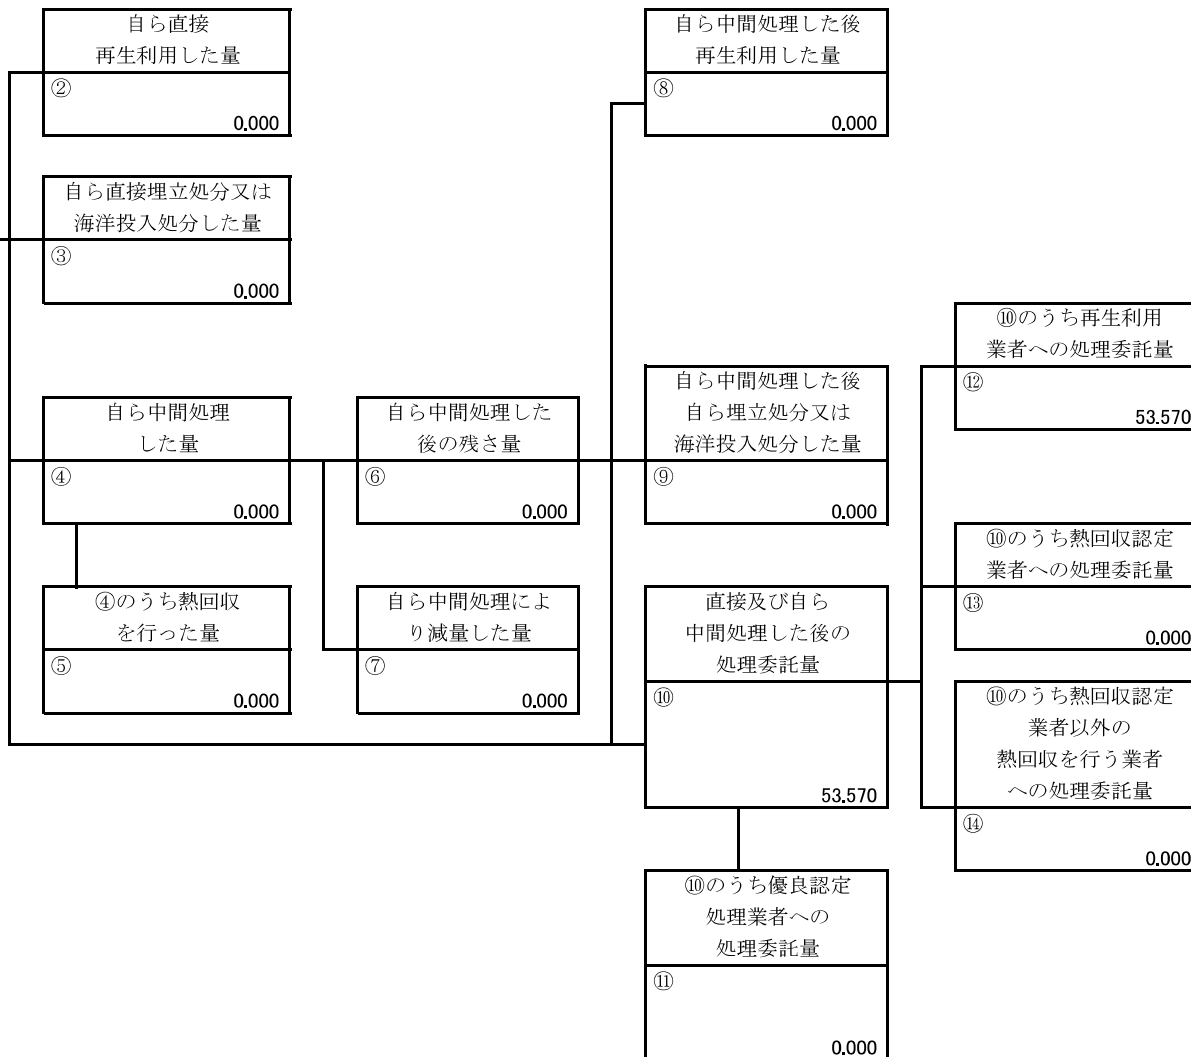 自ら直接
再生利用した量
②
0.000
自ら中間処理した後
再生利用した量
⑧
0.000
自ら直接埋立処分又は
海洋投入処分した量
③
0.000
⑩のうち再生利用
業者への処理委託量
⑫
53.570
自ら中間処理
した量
④
0.000
自ら中間処理した
後の残さ量
⑥
0.000
自ら中間処理した後
自ら埋立処分又は
海洋投入処分した量
⑨
0.000
⑩のうち熱回収認定
業者への処理委託量
⑬
0.000
④のうち熱回収
を行った量
⑤
0.000
自ら中間処理によ
り減量した量
⑦
0.000
直接及び自ら
中間処理した後の
処理委託量
⑩
53.570
⑩のうち熱回収認定
業者以外の
熱回収を行う業者
への処理委託量
⑭
0.000
⑩のうち優良認定
処理業者への
処理委託量
⑪
0.000